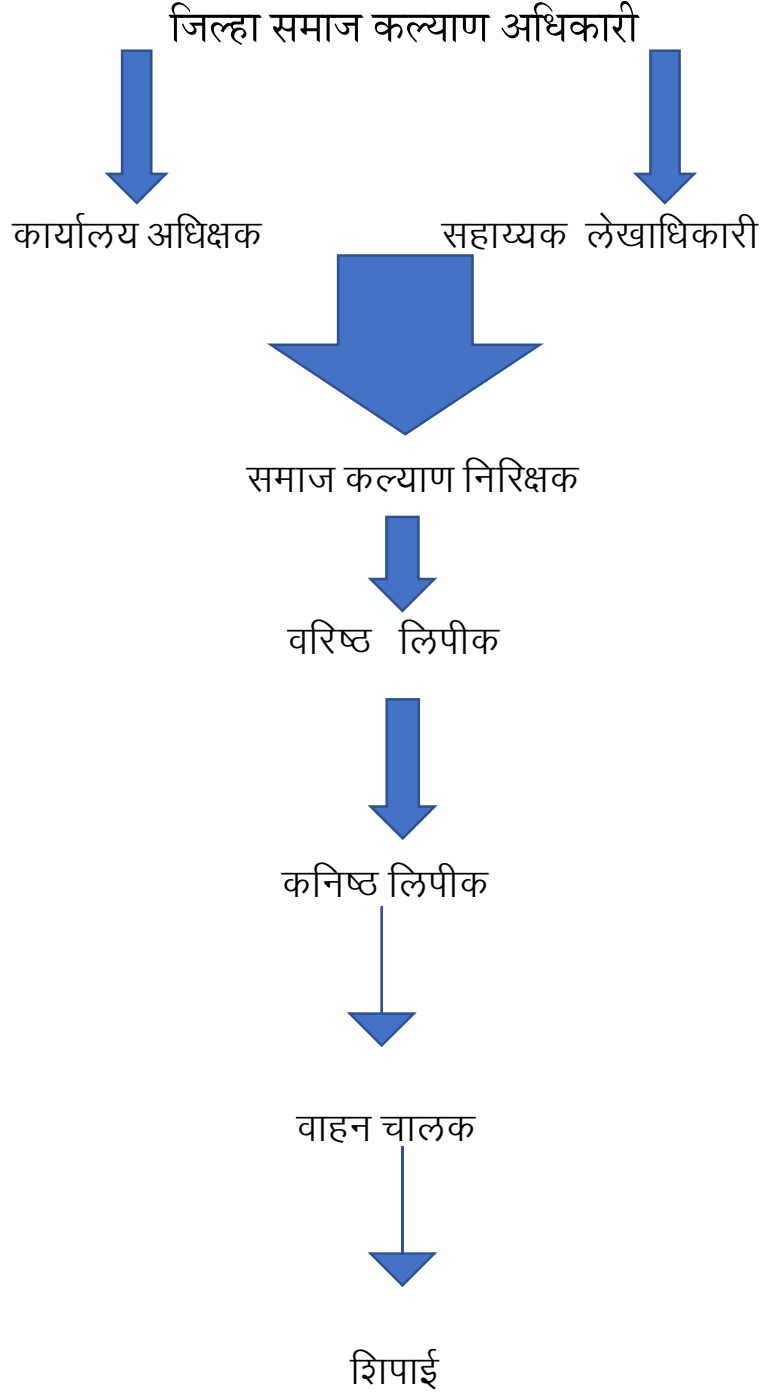 जिल्हा समाज कल्याण अधिकारी
कार्यालय अधिक्षक
सहाय्यक लेखाधिकारी
समाज कल्याण निरिक्षक
वरिष्ठ लिपीक
कनिष्ठ लिपीक
वाहन चालक
शिपाई